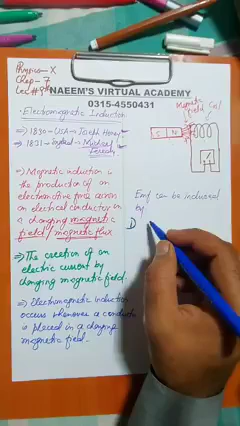 Physics - X
Chap - 7
Lec # 8
NAEEM'S VIRTUAL ACADEMY
0315-4550431
Electromagnetic Induction
=> 1830 - USA - Joseph Henry
=> 1831 - England - Michael
=> Magnetic induction
is the production of an
electromotive force across
an electrical conductor in
a changing magnetic
field / magnetic flux
=> The creation of an
electric current by
changing magnetic field.
=> Electromagnetic induction
occurs whenever a conductor
is placed in a changing
magnetic field.
Magnetic
field Coil
S N
Emf can be induced
by
1)